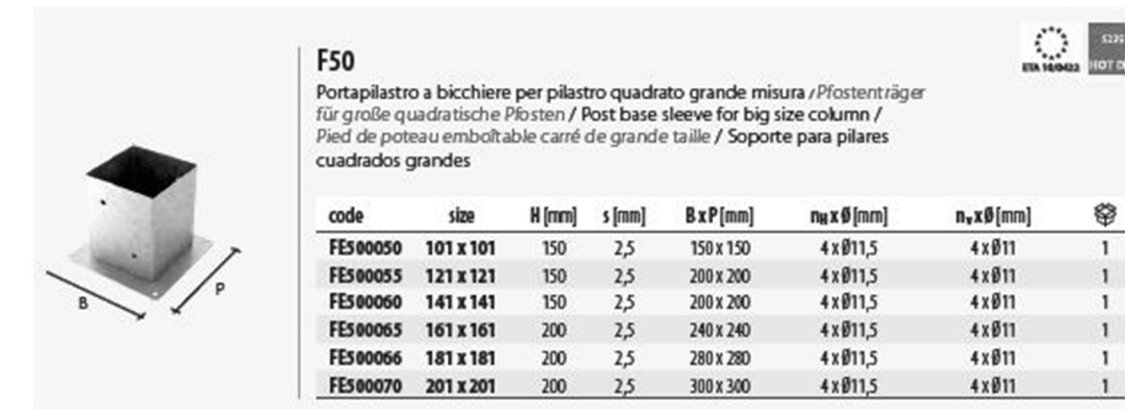 F50
ETA 10/0422
S235
HOT D
Portapilastro a bicchiere per pilastro quadrato grande misura / Pfostenträger
für große quadratische Pfosten / Post base sleeve for big size column /
Pied de poteau emboîtable carré de grande taille / Soporte para pilares
cuadrados grandes
code size H [mm] s [mm] B x P [mm] nH x Ø [mm] nv x Ø [mm]
FE500050 101 x 101 150 2,5 150 x 150 4 x Ø11,5 4 x Ø11 1
FE500055 121 x 121 150 2,5 200 x 200 4 x Ø11,5 4 x Ø11 1
FE500060 141 x 141 150 2,5 200 x 200 4 x Ø11,5 4 x Ø11 1
FE500065 161 x 161 200 2,5 240 x 240 4 x Ø11,5 4 x Ø11 1
FE500066 181 x 181 200 2,5 280 x 280 4 x Ø11,5 4 x Ø11 1
FE500070 201 x 201 200 2,5 300 x 300 4 x Ø11,5 4 x Ø11 1
B
P